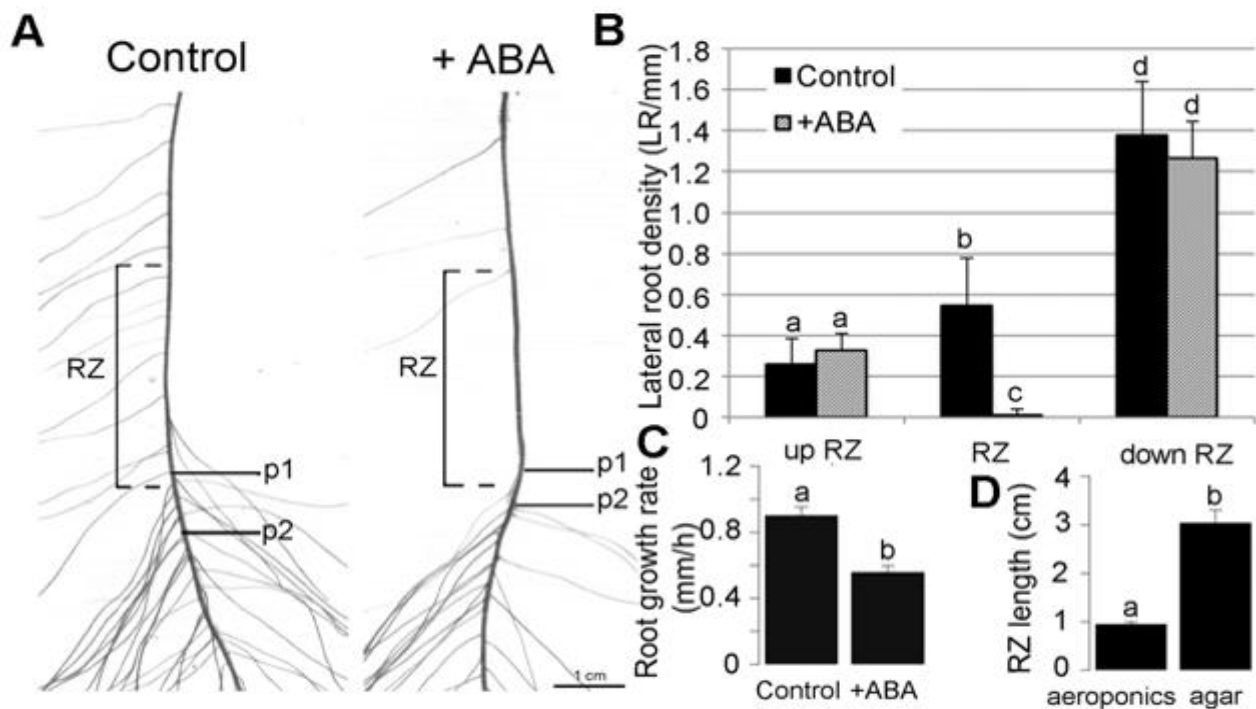 A
Control
+ ABA
RZ
RZ
p1
p2
p1
p2
1 cm
B
Lateral root density (LR/mm)
1.8
1.6
1.4
1.2
1.0
0.8
0.6
0.4
0.2
0
Control
+ABA
a
a
b
c
d
d
up RZ
RZ
down RZ
C
Root growth rate
(mm/h)
1.2
0.8
0.4
0
a
b
Control
+ABA
D
RZ length (cm)
4
3
2
1
0
a
b
aeroponics
agar